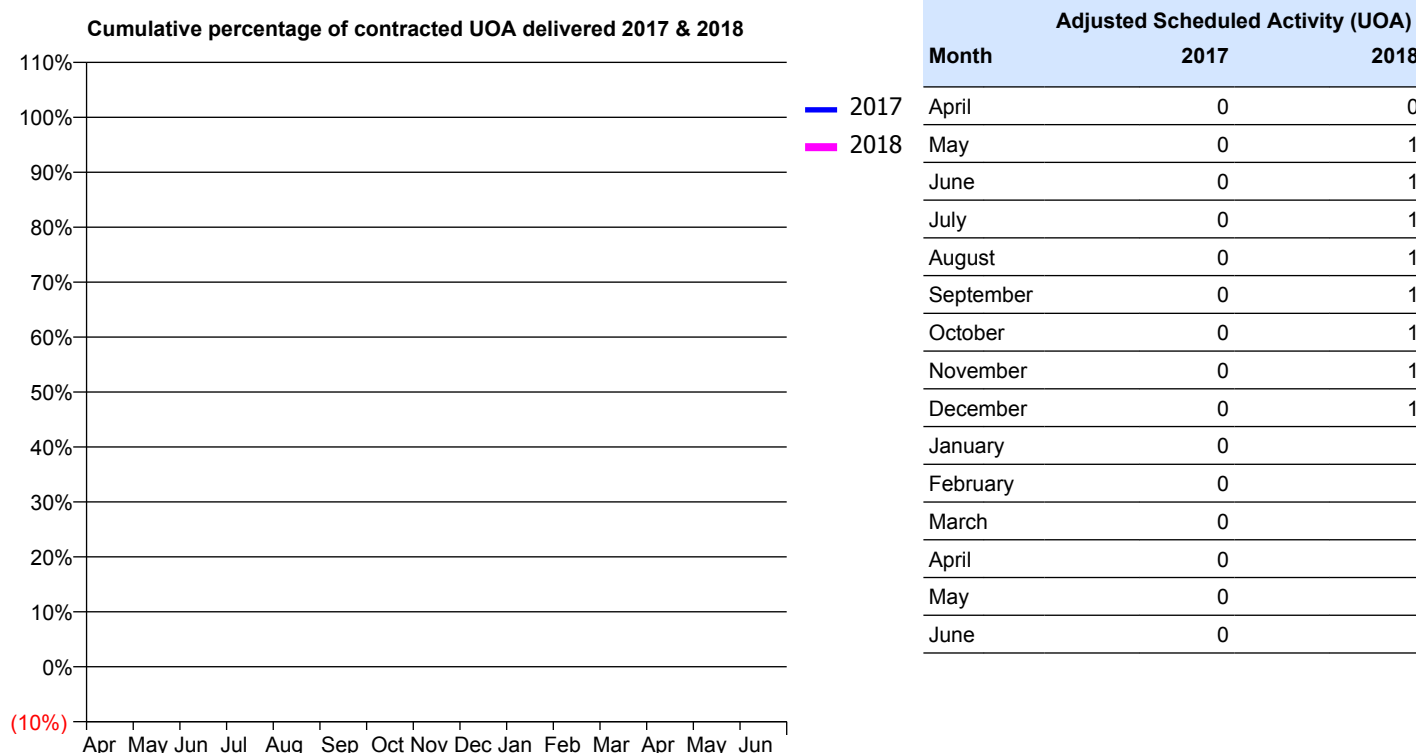 Cumulative percentage of contracted UOA delivered 2017 & 2018
110%
100%
90%
80%
70%
60%
50%
40%
30%
20%
10%
0%
(10%)
Apr May Jun Jul Aug Sep Oct Nov Dec Jan Feb Mar Apr May Jun
2017
2018
Adjusted Scheduled Activity (UOA)
Month 2017 2018
April 0 0
May 0 1
June 0 1
July 0 1
August 0 1
September 0 1
October 0 1
November 0 1
December 0 1
January 0
February 0
March 0
April 0
May 0
June 0